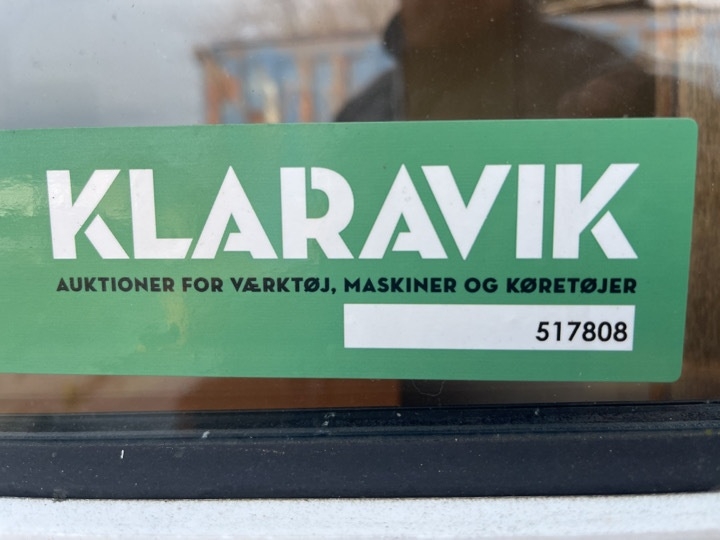 KLARAVIK
AUKTIONER FOR VÆRKTØJ, MASKINER OG KØRETØJER
517808